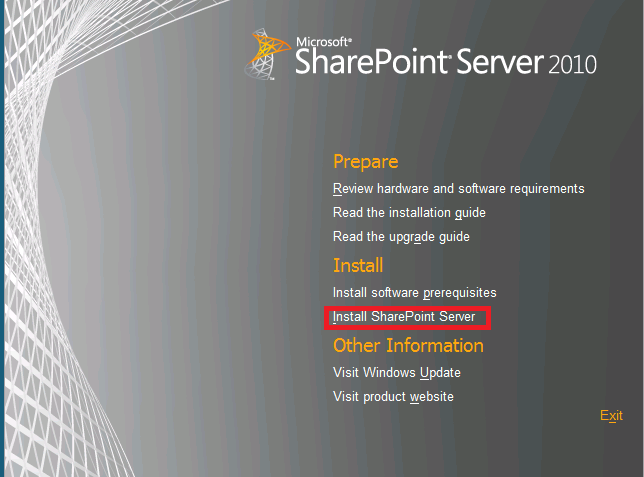 Microsoft®
SharePoint Server 2010
Prepare
Review hardware and software requirements
Read the installation guide
Read the upgrade guide
Install
Install software prerequisites
Install SharePoint Server
Other Information
Visit Windows Update
Visit product website
Exit